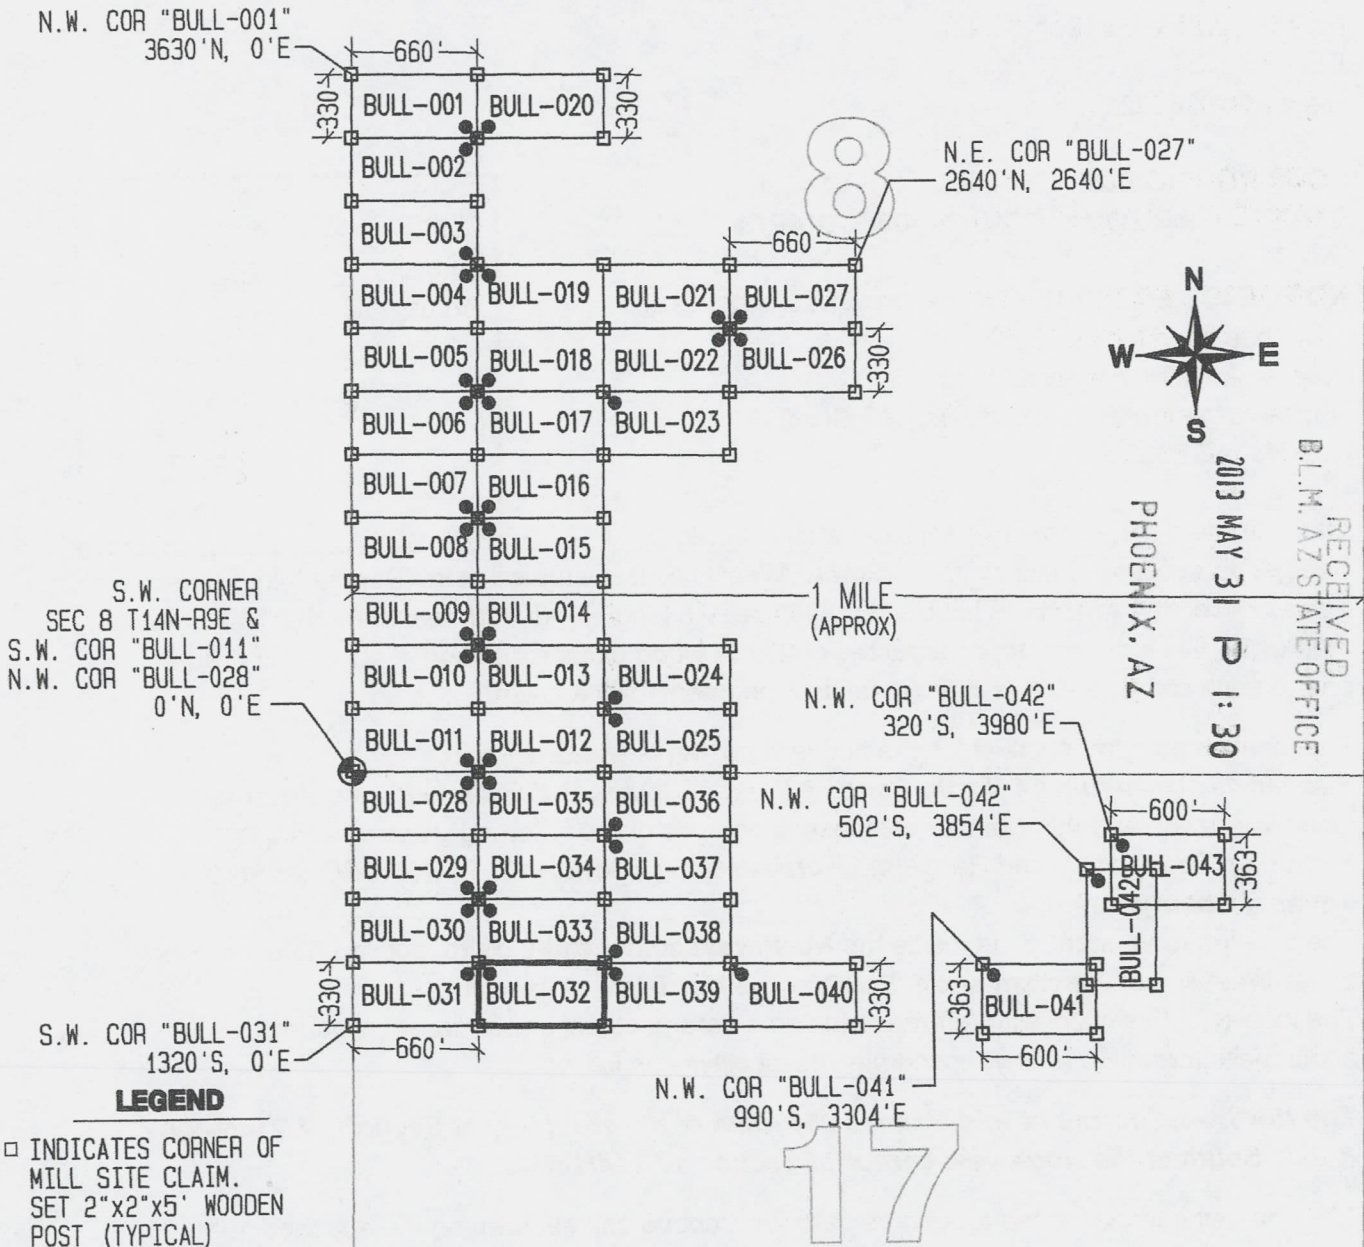 N.W. COR "BULL-001"
3630'N, 0'E
660'
330
BULL-001
BULL-020
330
BULL-002
BULL-003
8
N.E. COR "BULL-027"
2640'N, 2640'E
660'
BULL-004
BULL-019
BULL-021
BULL-027
BULL-005
BULL-018
BULL-022
BULL-026
330
N
W
E
S
BULL-006
BULL-017
BULL-023
BULL-007
BULL-016
BULL-008
BULL-015
RECEIVED
B.L.M. AZ STATE OFFICE
2013 MAY 31 P 1: 30
PHOENIX, AZ
S.W. CORNER
SEC 8 T14N-R9E &
S.W. COR "BULL-011"
N.W. COR "BULL-028"
0'N, 0'E
BULL-009
BULL-014
1 MILE
(APPROX)
BULL-010
BULL-013
BULL-024
BULL-011
BULL-012
BULL-025
N.W. COR "BULL-042"
320'S, 3980'E
BULL-028
BULL-035
BULL-036
N.W. COR "BULL-042"
502'S, 3854'E
600'
BULL-029
BULL-034
BULL-037
BULL-043
363
BULL-042
BULL-030
BULL-033
BULL-038
330
BULL-031
BULL-032
BULL-039
BULL-040
330
363
BULL-041
600'
S.W. COR "BULL-031"
1320'S, 0'E
660'
N.W. COR "BULL-041"
990'S, 3304'E
17
LEGEND
□ INDICATES CORNER OF
MILL SITE CLAIM.
SET 2"x2"x5' WOODEN
POST (TYPICAL)